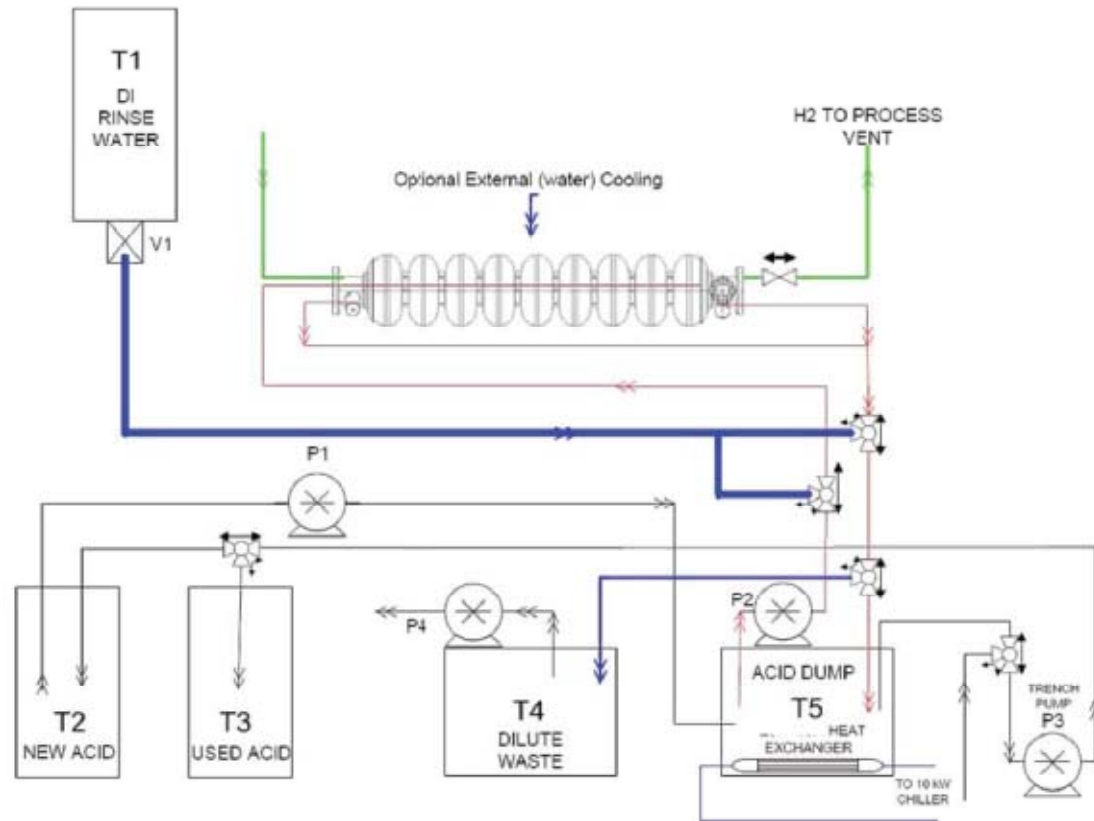 T1
DI
RINSE
WATER
V1
H2 TO PROCESS
VENT
Optional External (water) Cooling
P1
P2
P4
T2
NEW ACID
T3
USED ACID
T4
DILUTE
WASTE
ACID DUMP
T5
HEAT
EXCHANGER
TRENCH
PUMP
P3
TO 10 kW
CHILLER